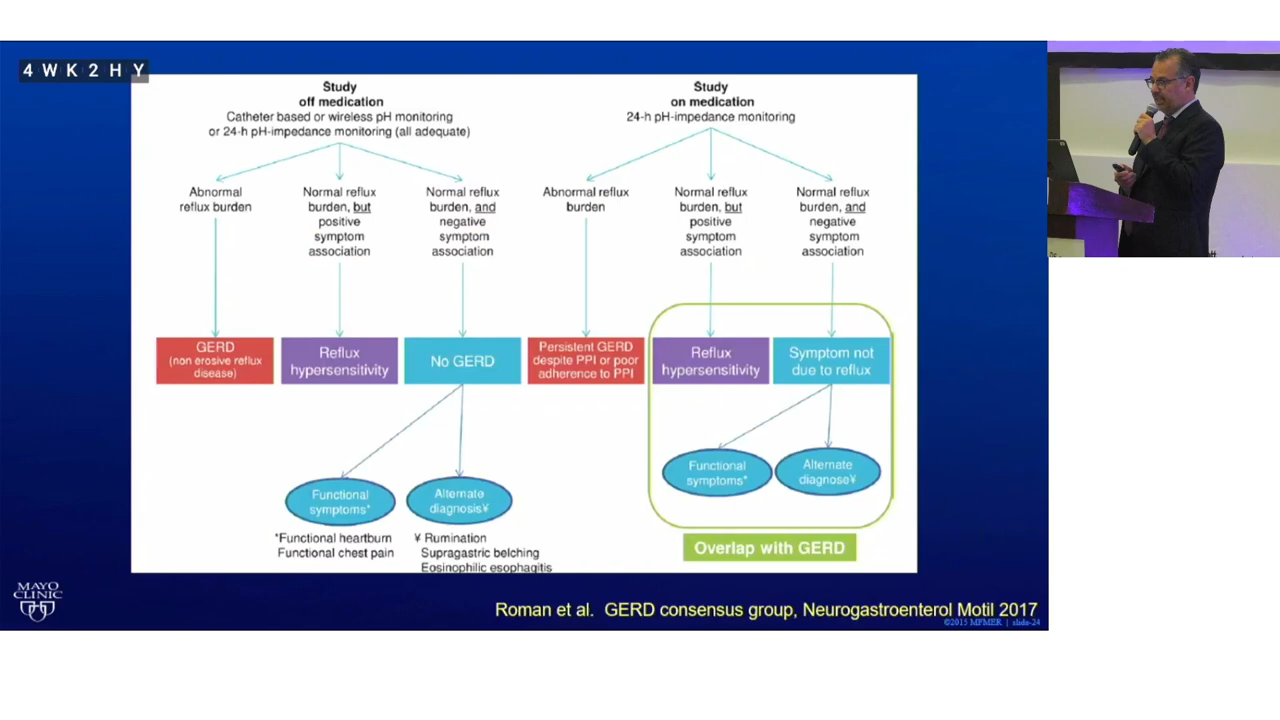 4WK2HY
Study
off medication
Catheter based or wireless pH monitoring
or 24-h pH-impedance monitoring (all adequate)
Study
on medication
24-h pH-impedance monitoring
Abnormal
reflux burden
Normal reflux
burden, but
positive
symptom
association
Normal reflux
burden, and
negative
symptom
association
Abnormal reflux
burden
Normal reflux
burden, but
positive
symptom
association
Normal reflux
burden, and
negative
symptom
association
GERD
(non erosive reflux
disease)
Reflux
hypersensitivity
No GERD
Persistent GERD
despite PPI or poor
adherence to PPI
Reflux
hypersensitivity
Symptom not
due to reflux
Functional
symptoms*
Alternate
diagnosis¥
Functional
symptoms*
Alternate
diagnose¥
*Functional heartburn
Functional chest pain
¥ Rumination
Supragastric belching
Eosinophilic esophagitis
Overlap with GERD
MAYO
CLINIC
Roman et al. GERD consensus group, Neurogastroenterol Motil 2017
©2015 MFMER | slide-24